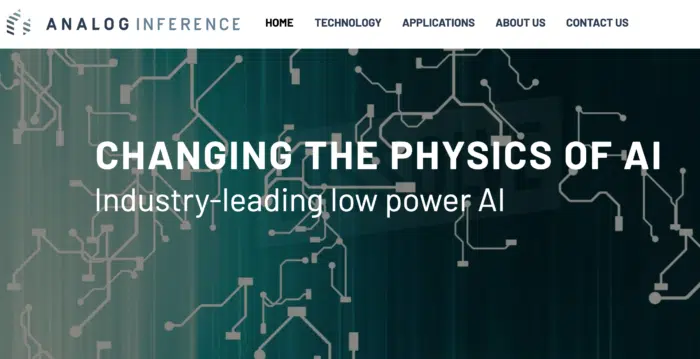 ANALOG INFERENCE HOME TECHNOLOGY APPLICATIONS ABOUT US CONTACT US
CHANGING THE PHYSICS OF AI
Industry-leading low power AI